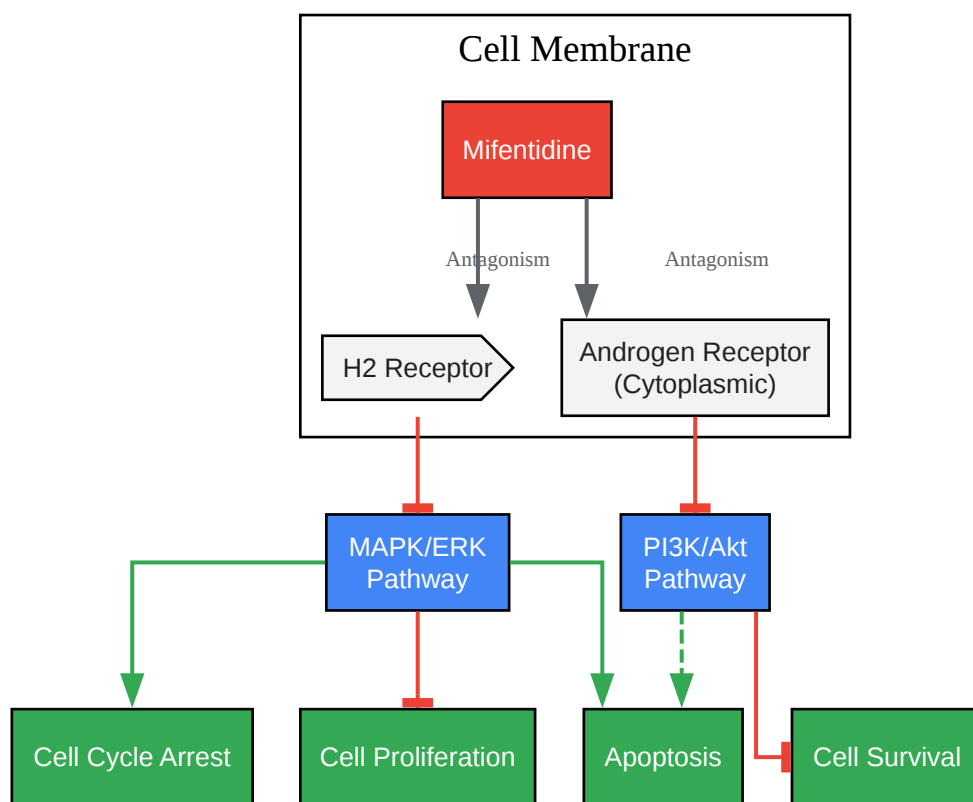 Cell Membrane
Mifentidine
Antagonism
Antagonism
H2 Receptor
Androgen Receptor
(Cytoplasmic)
MAPK/ERK
Pathway
PI3K/Akt
Pathway
Cell Cycle Arrest
Cell Proliferation
Apoptosis
Cell Survival